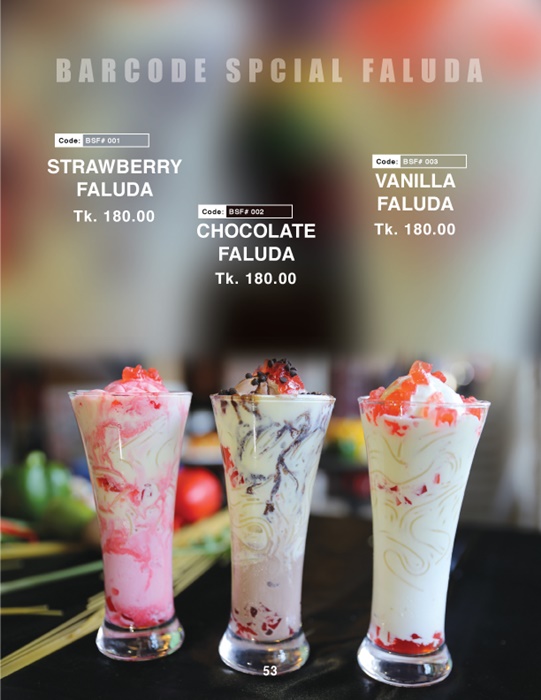 BARCODE SPCIAL FALUDA
Code: BSF# 001
STRAWBERRY
FALUDA
Tk. 180.00
Code: BSF# 002
CHOCOLATE
FALUDA
Tk. 180.00
Code: BSF# 003
VANILLA
FALUDA
Tk. 180.00
53